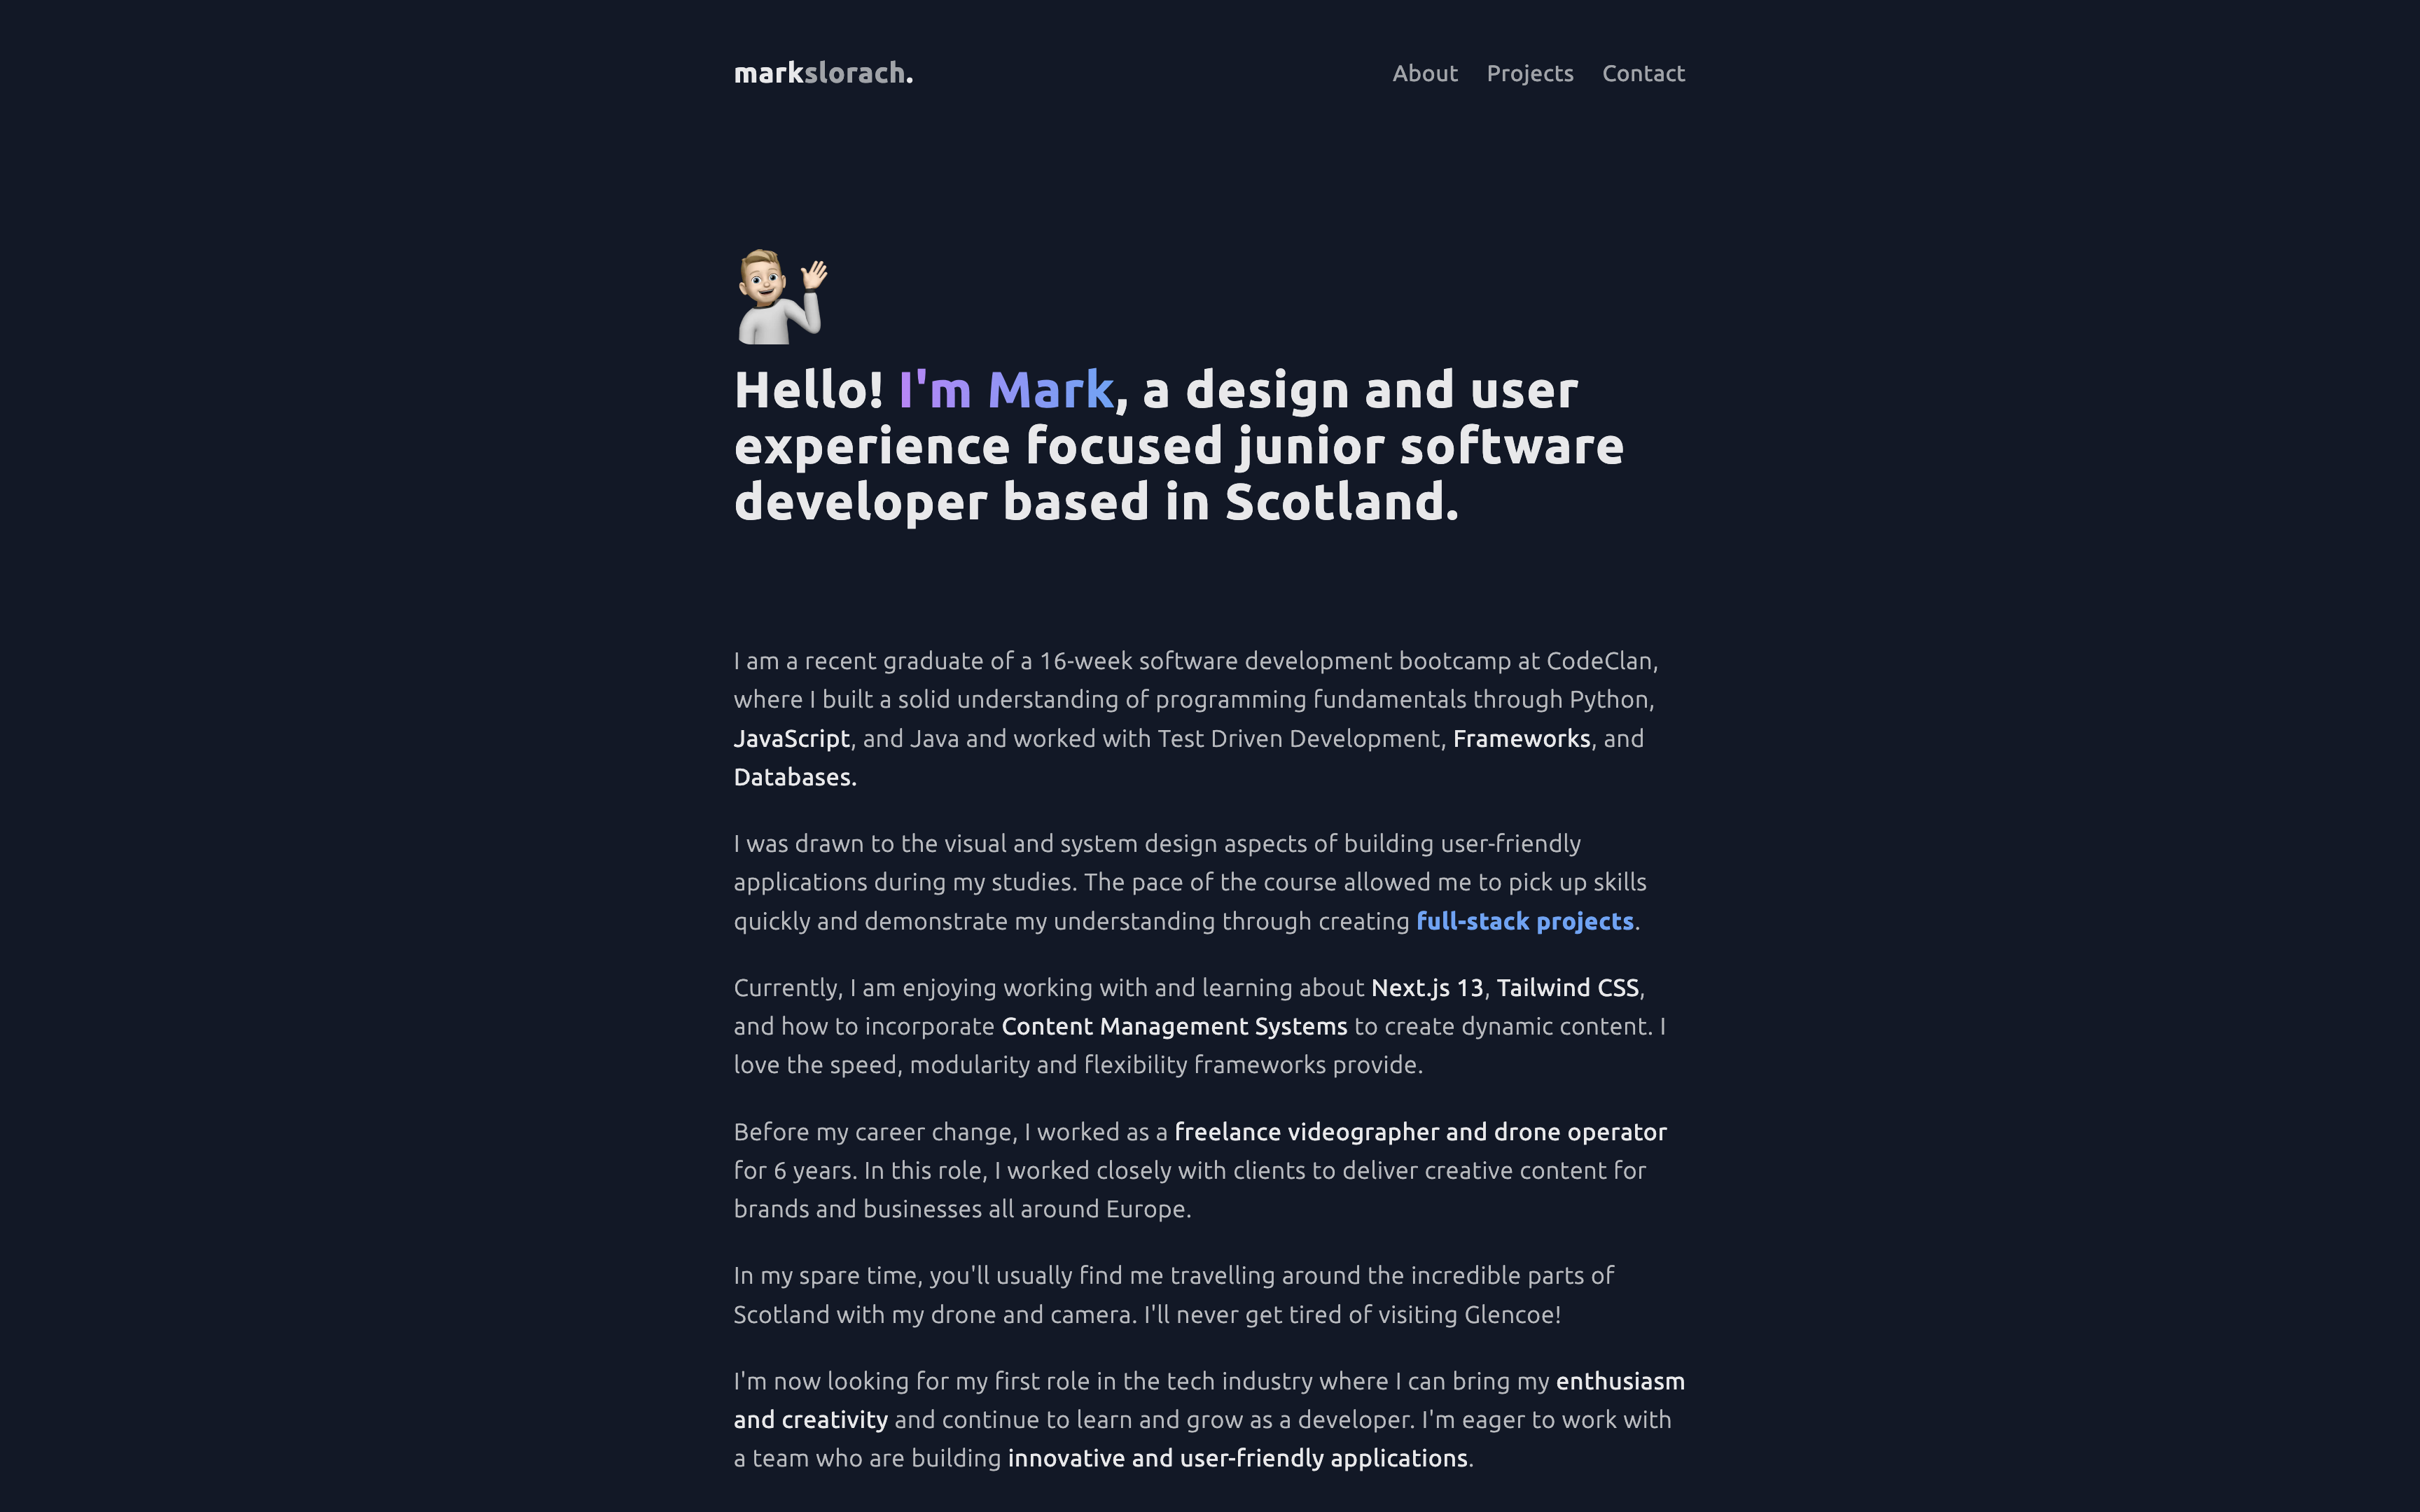 markslorach.
About Projects Contact
Hello! I'm Mark, a design and user
experience focused junior software
developer based in Scotland.
I am a recent graduate of a 16-week software development bootcamp at CodeClan,
where I built a solid understanding of programming fundamentals through Python,
JavaScript, and Java and worked with Test Driven Development, Frameworks, and
Databases.
I was drawn to the visual and system design aspects of building user-friendly
applications during my studies. The pace of the course allowed me to pick up skills
quickly and demonstrate my understanding through creating full-stack projects.
Currently, I am enjoying working with and learning about Next.js 13, Tailwind CSS,
and how to incorporate Content Management Systems to create dynamic content. I
love the speed, modularity and flexibility frameworks provide.
Before my career change, I worked as a freelance videographer and drone operator
for 6 years. In this role, I worked closely with clients to deliver creative content for
brands and businesses all around Europe.
In my spare time, you'll usually find me travelling around the incredible parts of
Scotland with my drone and camera. I'll never get tired of visiting Glencoe!
I'm now looking for my first role in the tech industry where I can bring my enthusiasm
and creativity and continue to learn and grow as a developer. I'm eager to work with
a team who are building innovative and user-friendly applications.